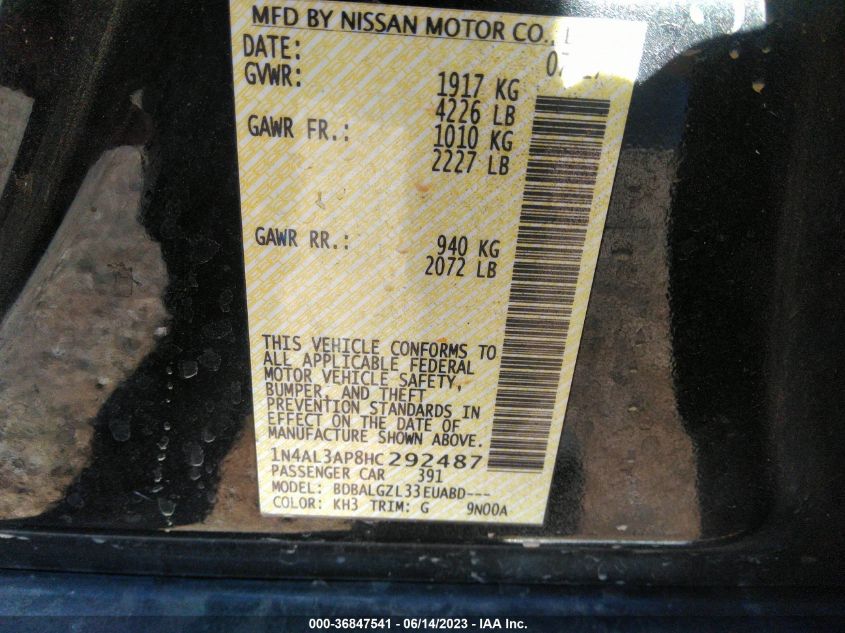 MFD BY NISSAN MOTOR CO.,
DATE:
GVWR: 1917 KG
4226 LB
GAWR FR.: 1010 KG
2227 LB
GAWR RR.: 940 KG
2072 LB
THIS VEHICLE CONFORMS TO
ALL APPLICABLE FEDERAL
MOTOR VEHICLE SAFETY,
BUMPER, AND THEFT
PREVENTION STANDARDS IN
EFFECT ON THE DATE OF
MANUFACTURE SHOWN ABOVE.
1N4AL3AP8HC292487
PASSENGER CAR 391
MODEL: BDBALGZL33EUABD---
COLOR: KH3 TRIM: G 9N00A
000-36847541 - 06/14/2023 - IAA Inc.